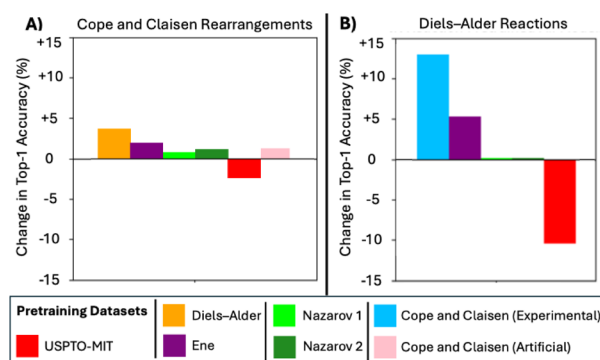 A) Cope and Claisen Rearrangements
Change in Top-1 Accuracy (%)
+15
+10
+5
0
-5
-10
-15
B) Diels–Alder Reactions
Change in Top-1 Accuracy (%)
+15
+10
+5
0
-5
-10
-15
Pretraining Datasets
USPTO-MIT
Diels–Alder
Ene
Nazarov 1
Nazarov 2
Cope and Claisen (Experimental)
Cope and Claisen (Artificial)